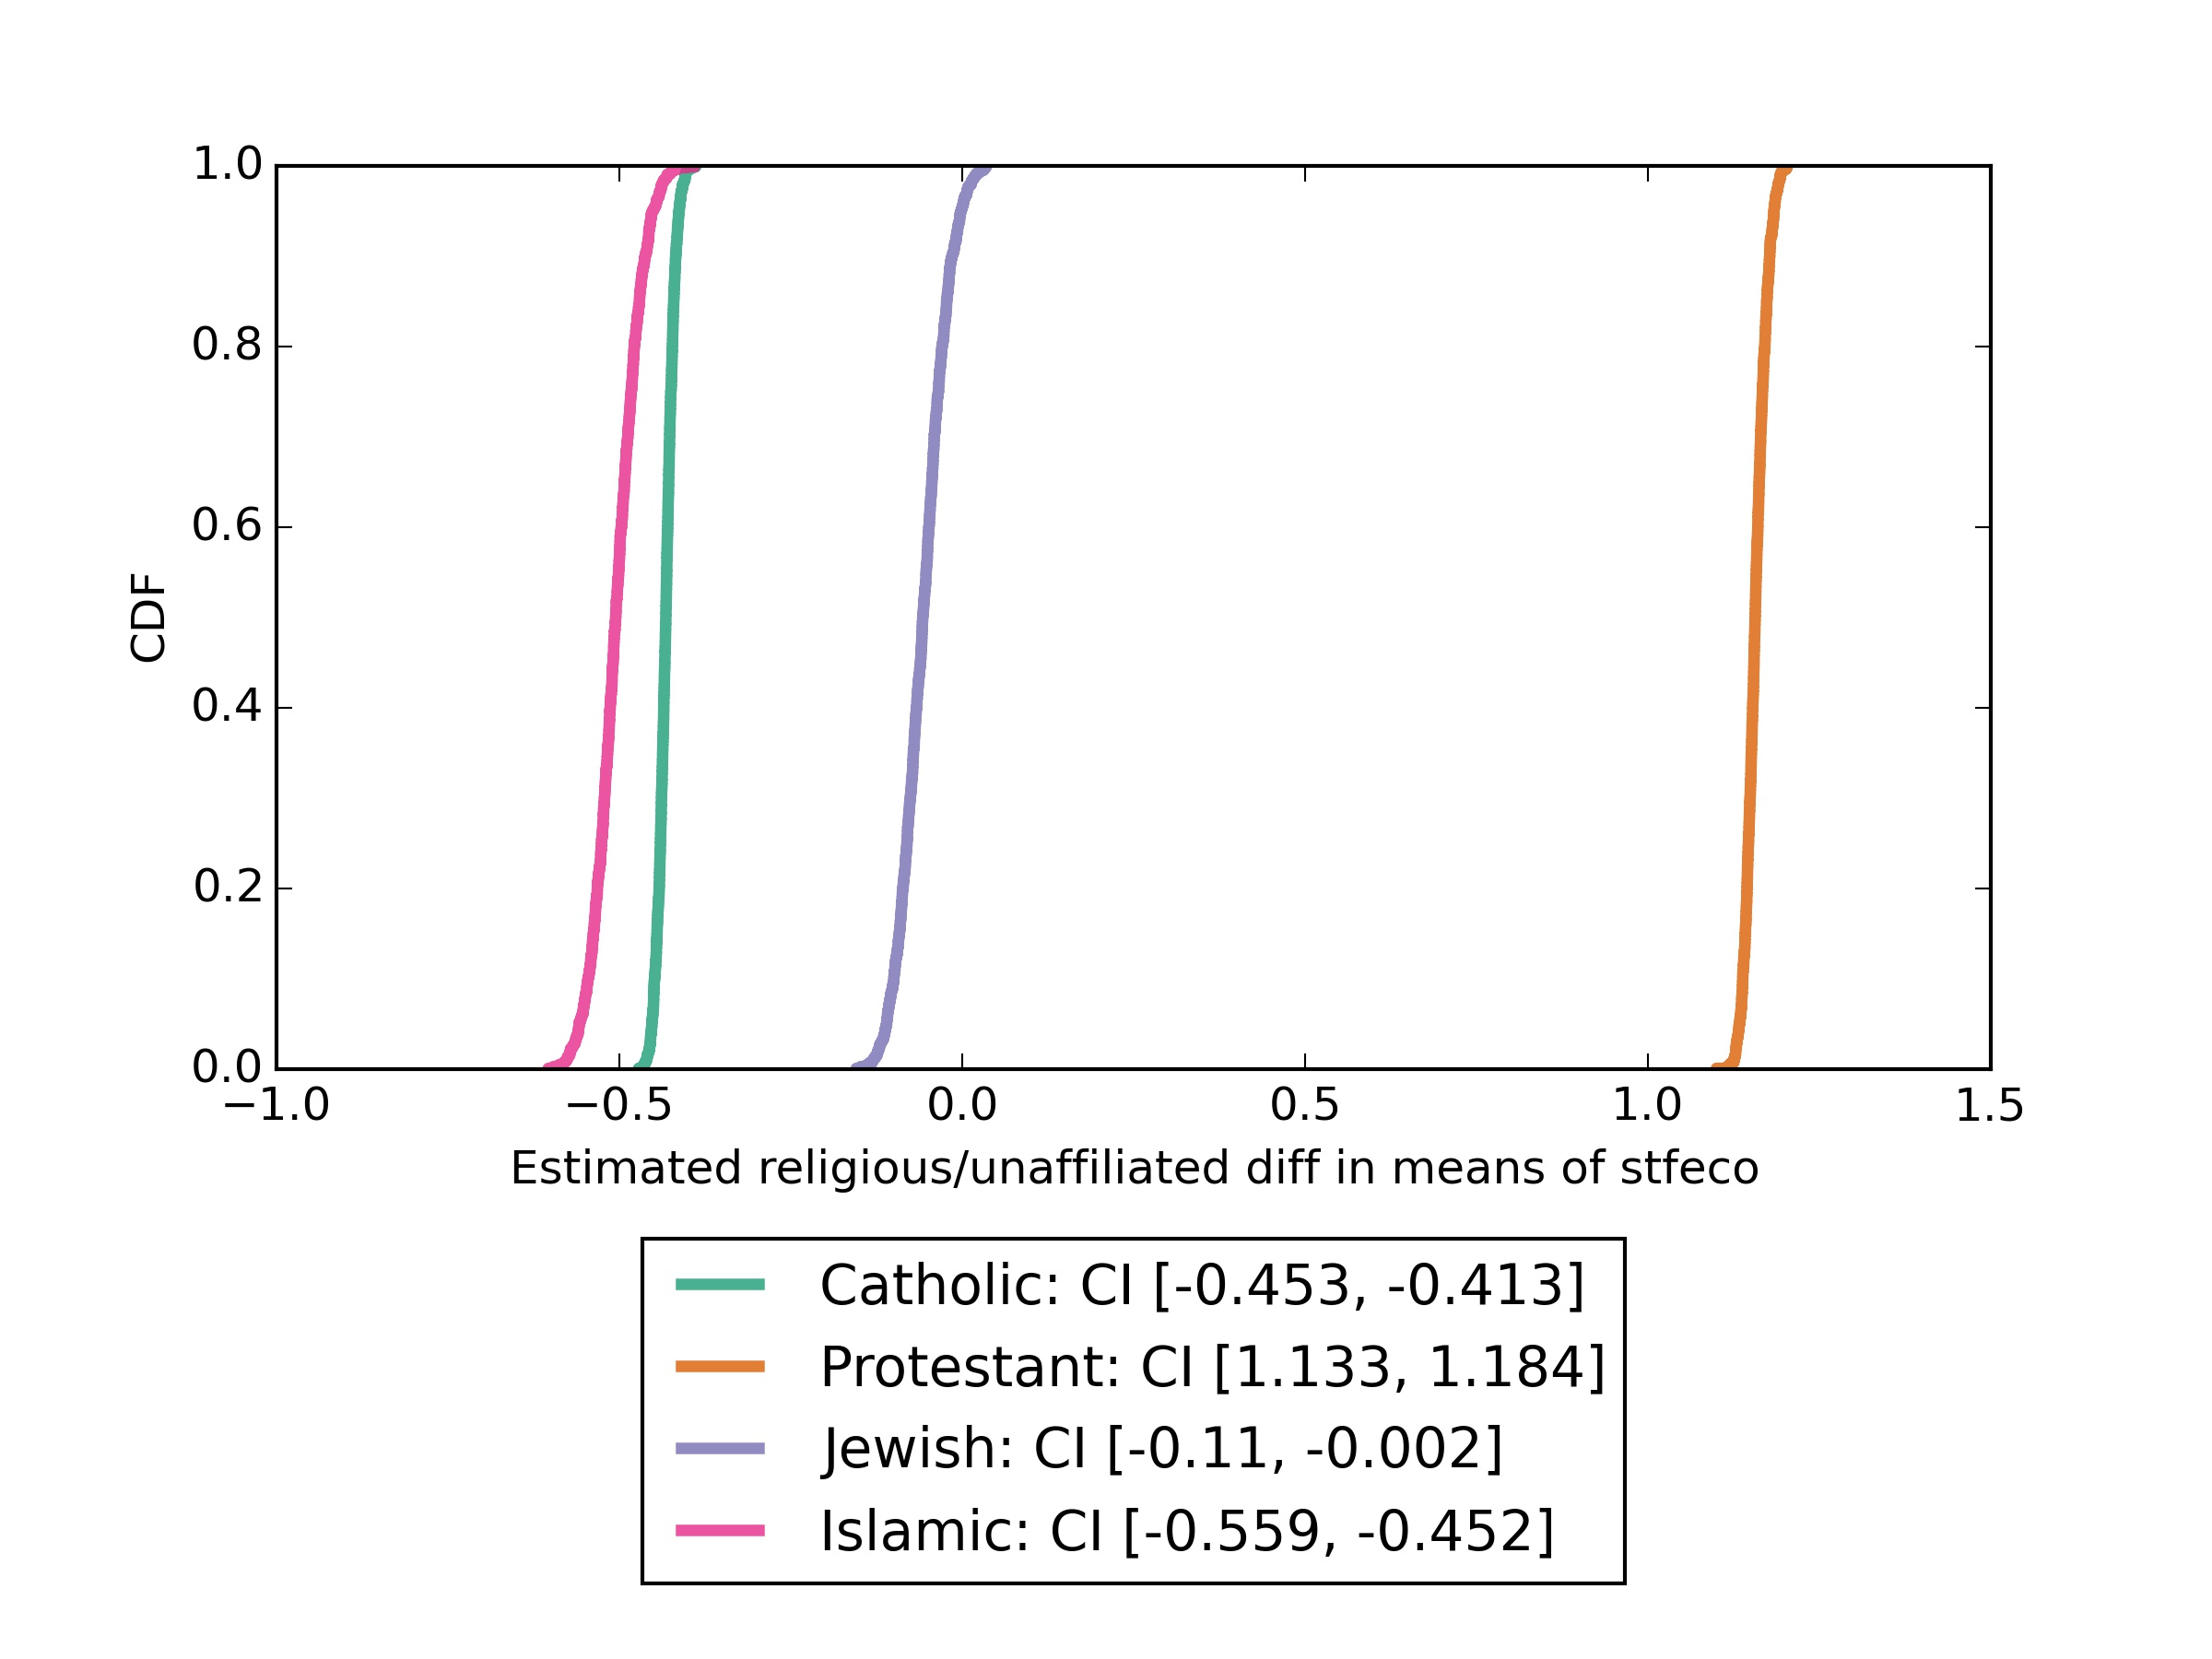 1.0
0.8
0.6
0.4
0.2
0.0
CDF
−1.0 −0.5 0.0 0.5 1.0 1.5
Estimated religious/unaffiliated diff in means of stfeco
Catholic: CI [-0.453, -0.413]
Protestant: CI [1.133, 1.184]
Jewish: CI [-0.11, -0.002]
Islamic: CI [-0.559, -0.452]